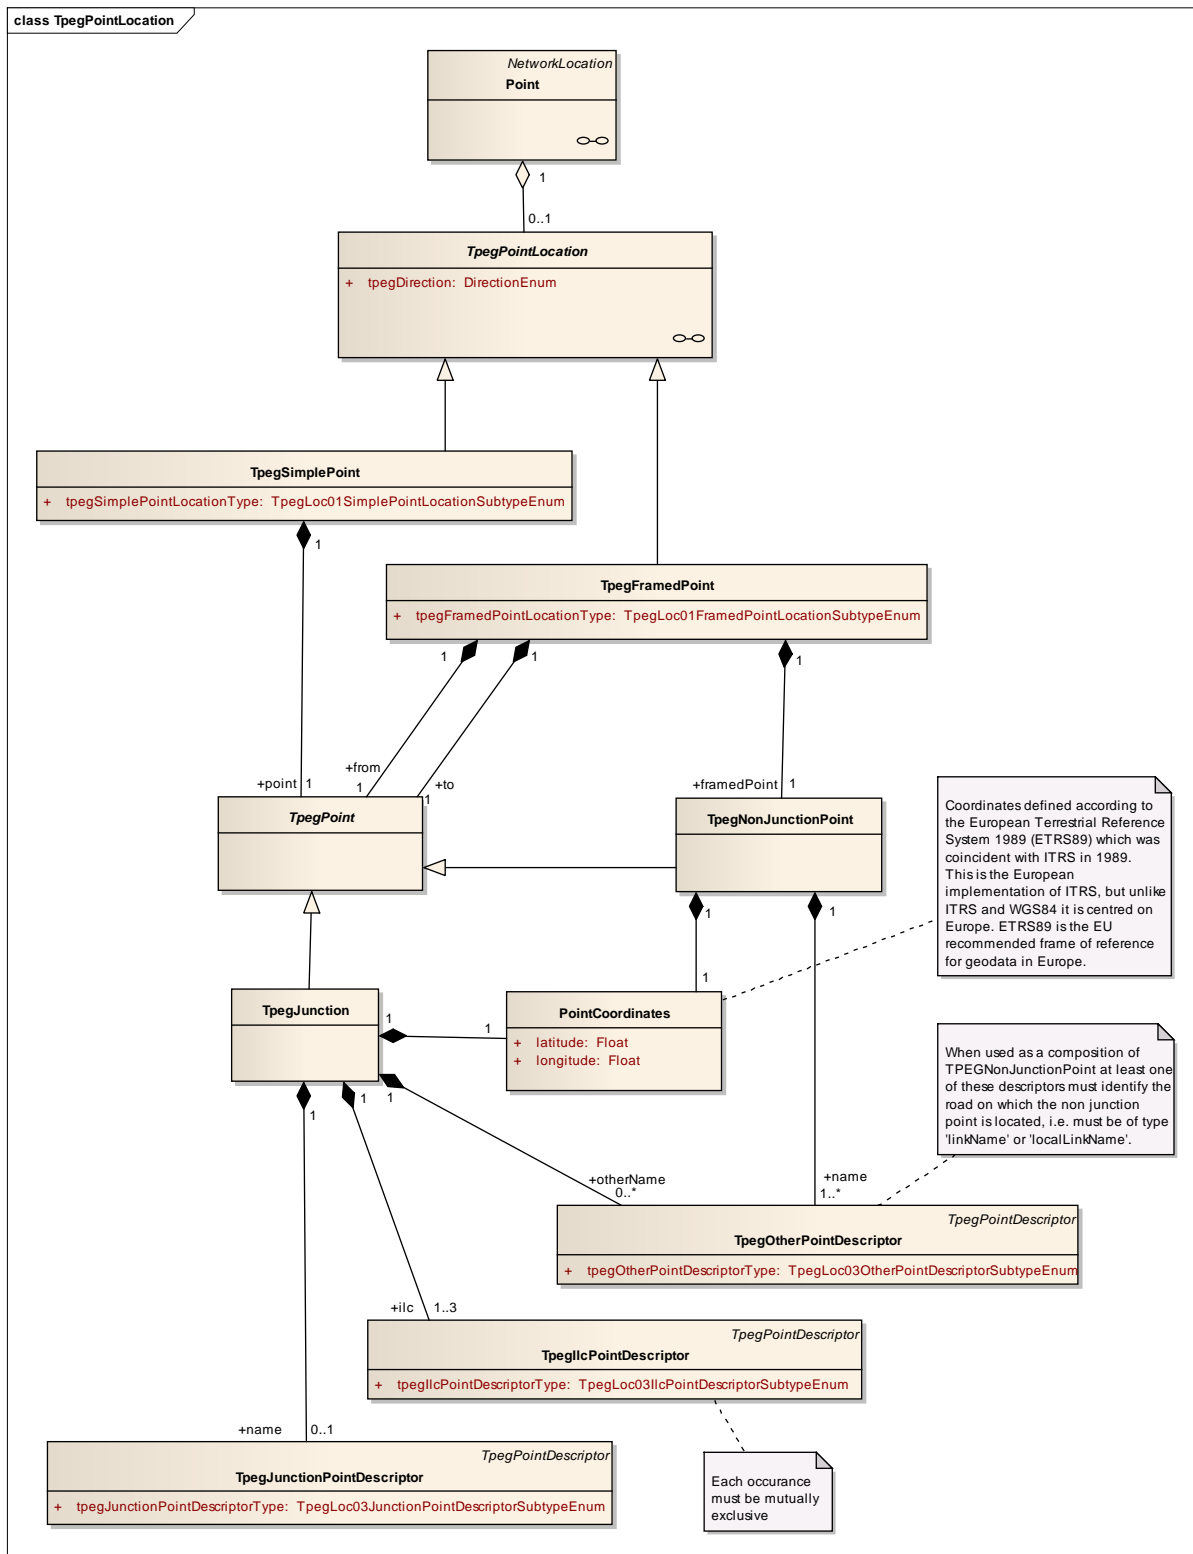 class TpegPointLocation
NetworkLocation
Point
1
0..1
TpegPointLocation
+ tpegDirection: DirectionEnum
TpegSimplePoint
+ tpegSimplePointLocationType: TpegLoc01SimplePointLocationSubtypeEnum
1
TpegFramedPoint
+ tpegFramedPointLocationType: TpegLoc01FramedPointLocationSubtypeEnum
1
1
1
+point 1
+from
1
+to
1
+framedPoint 1
TpegPoint
TpegNonJunctionPoint
Coordinates defined according to
the European Terrestrial Reference
System 1989 (ETRS89) which was
coincident with ITRS in 1989.
This is the European
implementation of ITRS, but unlike
ITRS and WGS84 it is centred on
Europe. ETRS89 is the EU
recommended frame of reference
for geodata in Europe.
1
1
1
TpegJunction
1
1
PointCoordinates
+ latitude: Float
+ longitude: Float
When used as a composition of
TPEGNonJunctionPoint at least one
of these descriptors must identify the
road on which the non junction
point is located, i.e. must be of type
'linkName' or 'localLinkName'.
1
1
1
+otherName
0..*
+name
1..*
TpegPointDescriptor
TpegOtherPointDescriptor
+ tpegOtherPointDescriptorType: TpegLoc03OtherPointDescriptorSubtypeEnum
+ilc 1..3
TpegPointDescriptor
TpegIlcPointDescriptor
+ tpegIlcPointDescriptorType: TpegLoc03IlcPointDescriptorSubtypeEnum
+name 0..1
TpegPointDescriptor
TpegJunctionPointDescriptor
+ tpegJunctionPointDescriptorType: TpegLoc03JunctionPointDescriptorSubtypeEnum
Each occurance
must be mutually
exclusive